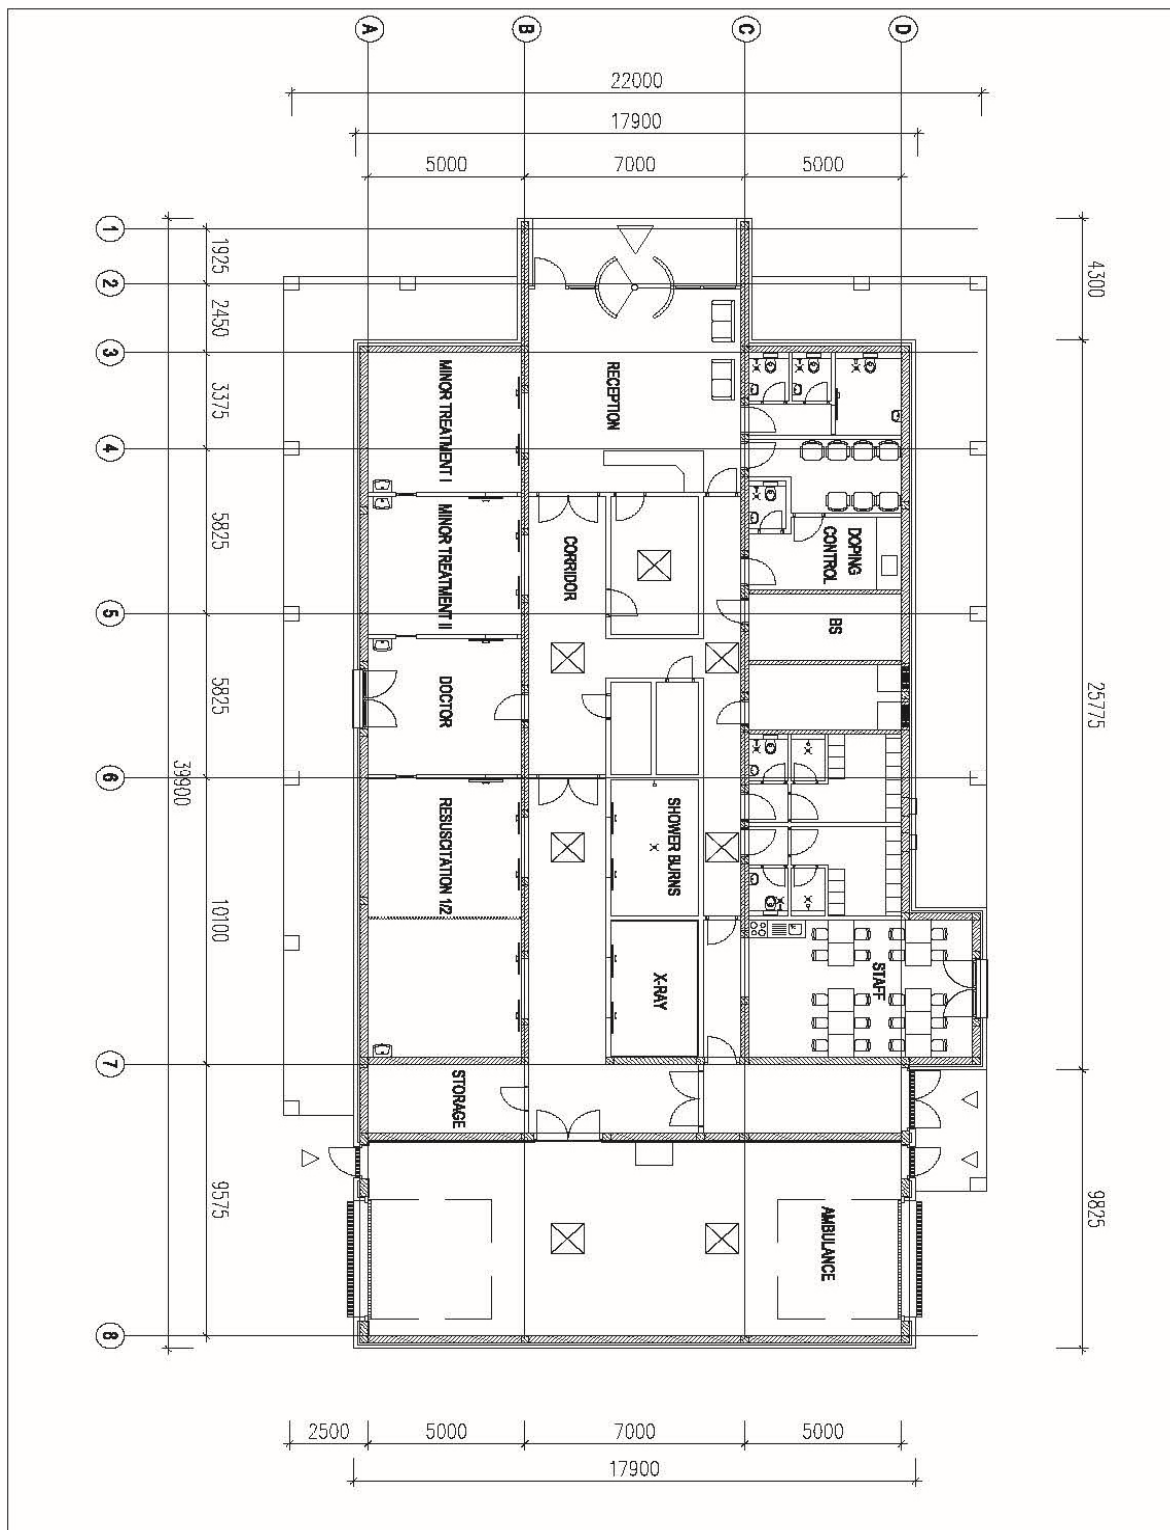 A
B
C
D
22000
17900
5000
7000
5000
1
2
3
4
5
6
7
8
1925
2450
3375
5825
5825
10100
9575
39900
4300
25775
9825
RECEPTION
MINOR TREATMENT I
MINOR TREATMENT II
CORRIDOR
DOPING
CONTROL
BS
DOCTOR
RESUSCITATION 1/2
SHOWER BURNS
X-RAY
STAFF
STORAGE
AMBULANCE
2500
5000
7000
5000
17900